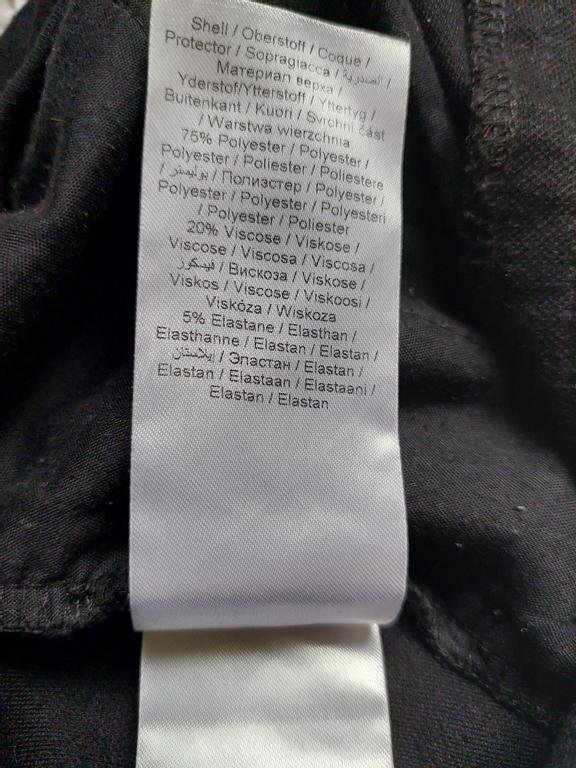 Shell / Oberstoff / Coque /
Protector / Sopragiacca / الصدرية /
Материал верха /
Yderstof/Ytterstoff / Yttertyg /
Buitenkant / Kuori / Svrchní část
/ Warstwa wierzchnia
75% Polyester / Polyester /
Polyester / Poliester / Poliestere
/ بوليستر / Полиэстер / Polyester /
Polyester / Polyester / Polyesteri
/ Polyester / Poliester
20% Viscose / Viskose /
Viscose / Viscosa / Viscosa /
فيسكوز / Вискоза / Viskose /
Viskos / Viscose / Viskoosi /
Viskóza / Wiskoza
5% Elastane / Elasthan /
Elasthanne / Elastan / Elastan /
إيلاستان / Эластан / Elastan /
Elastan / Elastaan / Elastaani /
Elastan / Elastan